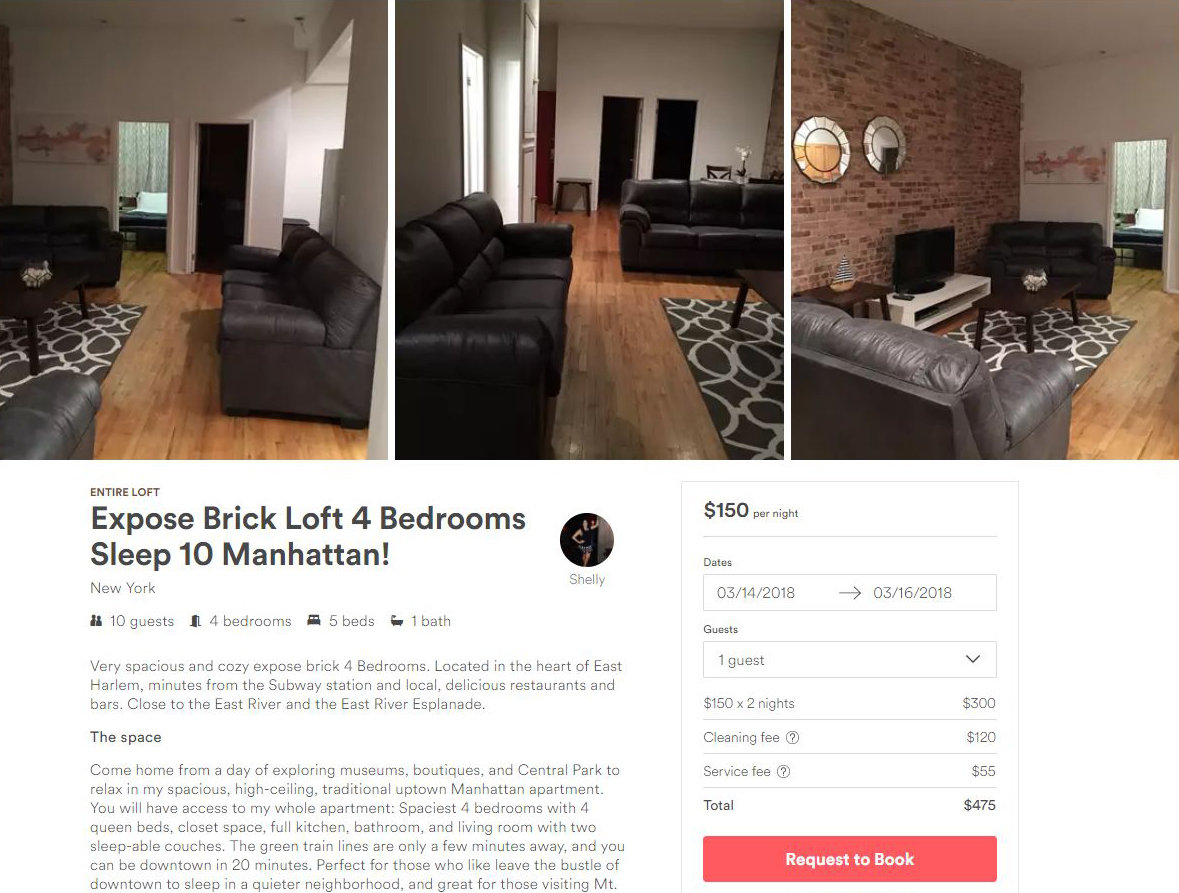 ENTIRE LOFT
Expose Brick Loft 4 Bedrooms
Sleep 10 Manhattan!
New York
Shelly
10 guests 4 bedrooms 5 beds 1 bath
Very spacious and cozy expose brick 4 Bedrooms. Located in the heart of East
Harlem, minutes from the Subway station and local, delicious restaurants and
bars. Close to the East River and the East River Esplanade.
The space
Come home from a day of exploring museums, boutiques, and Central Park to
relax in my spacious, high-ceiling, traditional uptown Manhattan apartment.
You will have access to my whole apartment: Spaciest 4 bedrooms with 4
queen beds, closet space, full kitchen, bathroom, and living room with two
sleep-able couches. The green train lines are only a few minutes away, and you
can be downtown in 20 minutes. Perfect for those who like leave the bustle of
downtown to sleep in a quieter neighborhood, and great for those visiting Mt.
$150 per night
Dates
03/14/2018 → 03/16/2018
Guests
1 guest
$150 x 2 nights $300
Cleaning fee ? $120
Service fee ? $55
Total $475
Request to Book